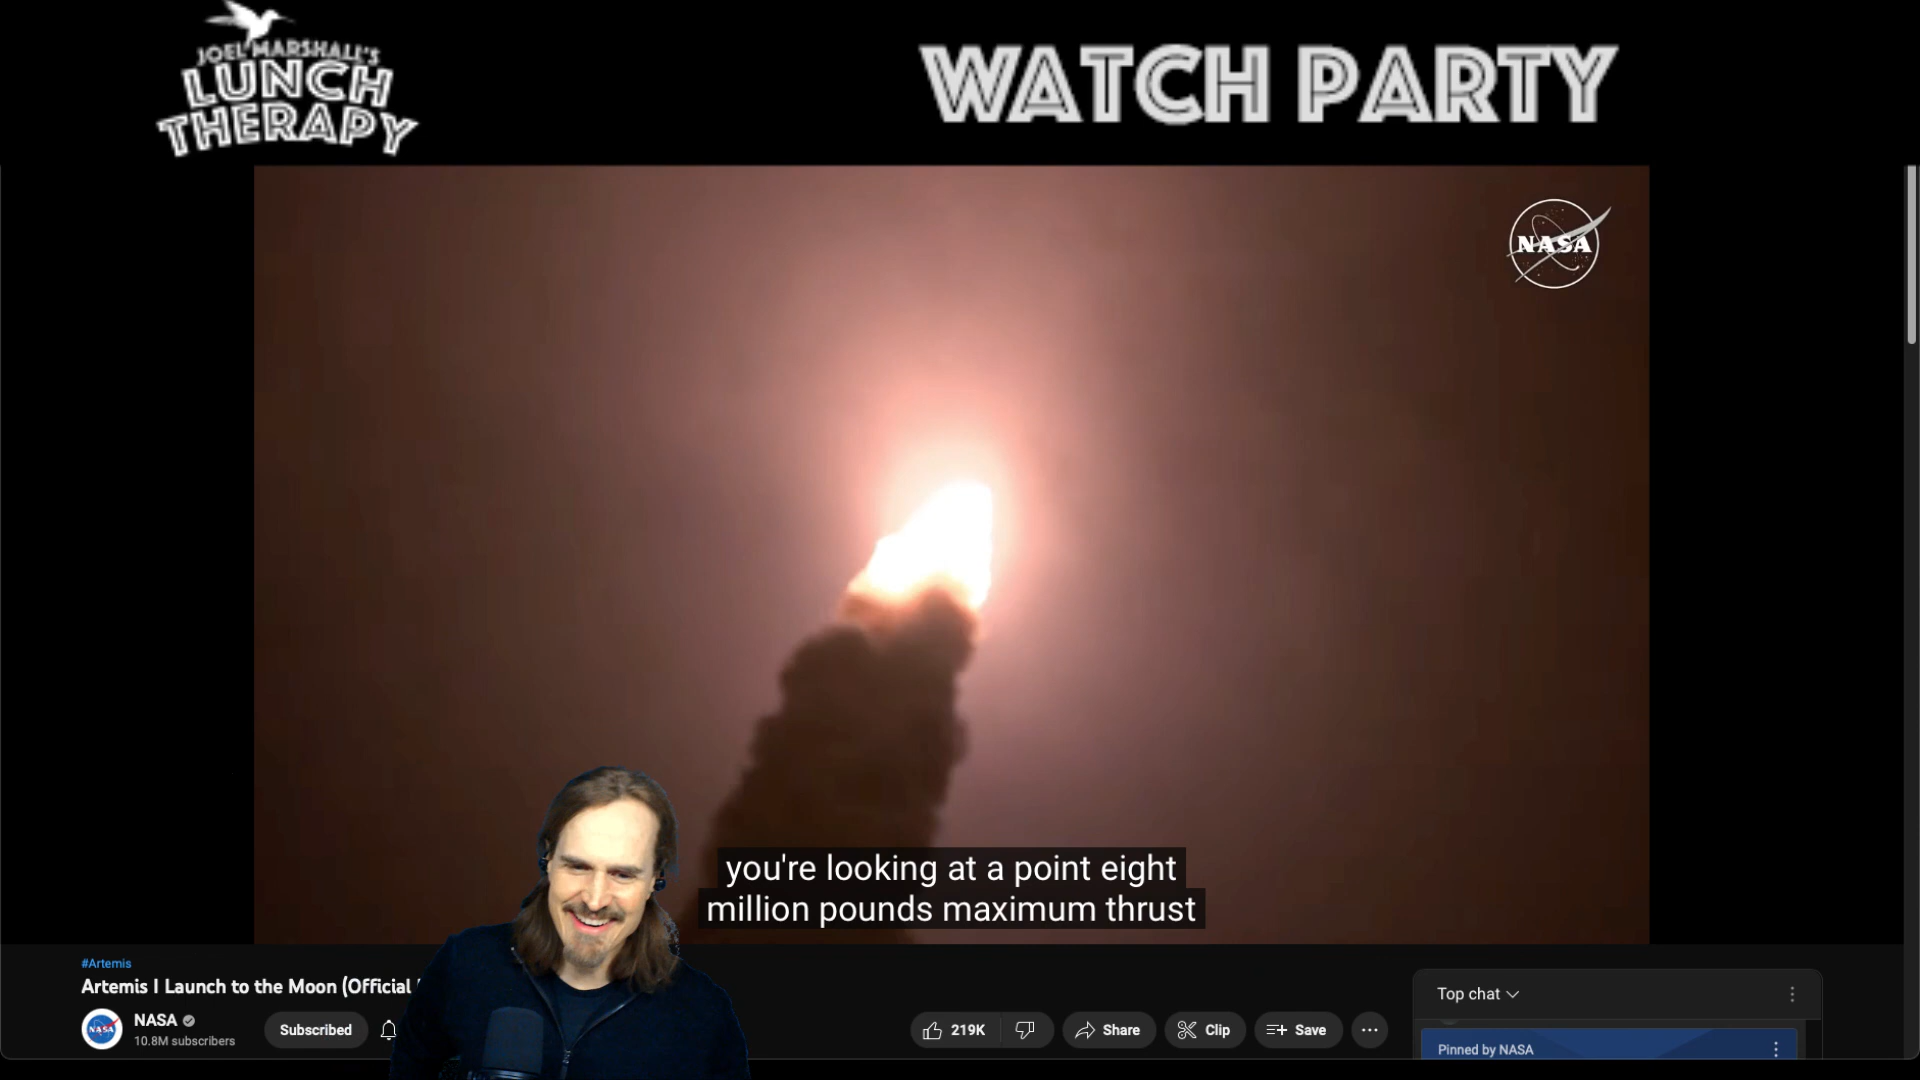 JOEL MARSHALL'S
LUNCH
THERAPY
WATCH PARTY
NASA
you're looking at a point eight
million pounds maximum thrust
#Artemis
Artemis I Launch to the Moon (Official
NASA
NASA
10.8M subscribers
Subscribed
219K
Share
Clip
Save
Top chat
Pinned by NASA